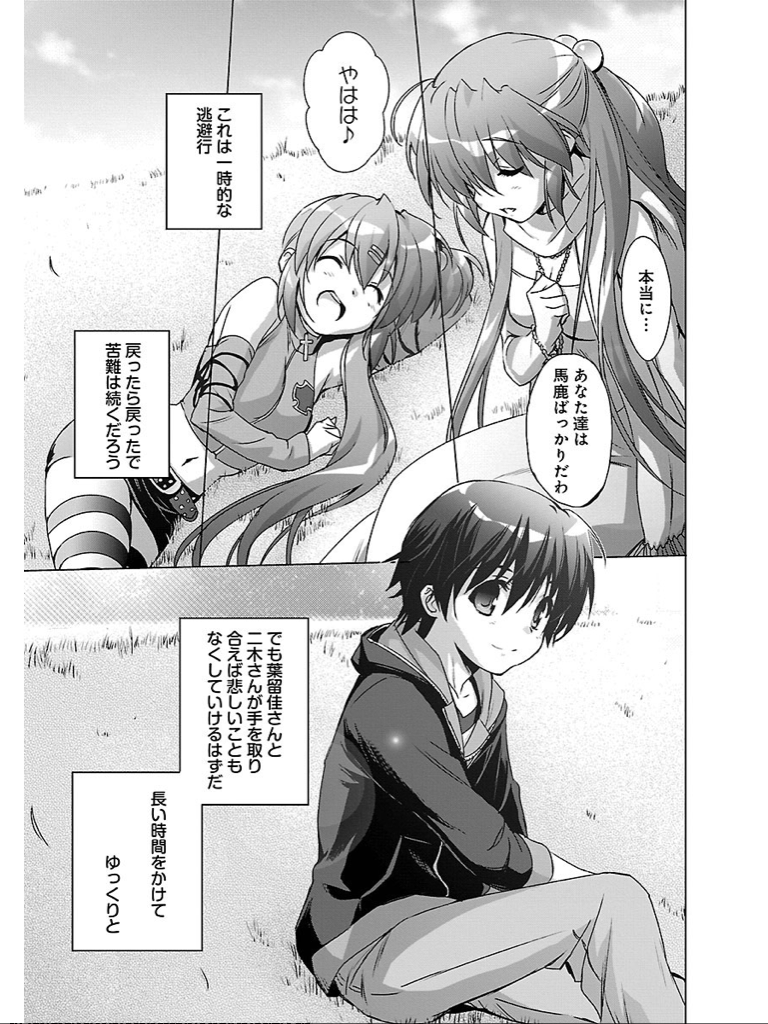 本当に…
あなた達は
馬鹿ばっかりだわ
やはは♪
これは一時的な
逃避行
戻ったら戻ったで
苦難は続くだろう
でも葉留佳さんと
二木さんが手を取り
合えば悲しいことも
なくしていけるはずだ
長い時間をかけて
ゆっくりと